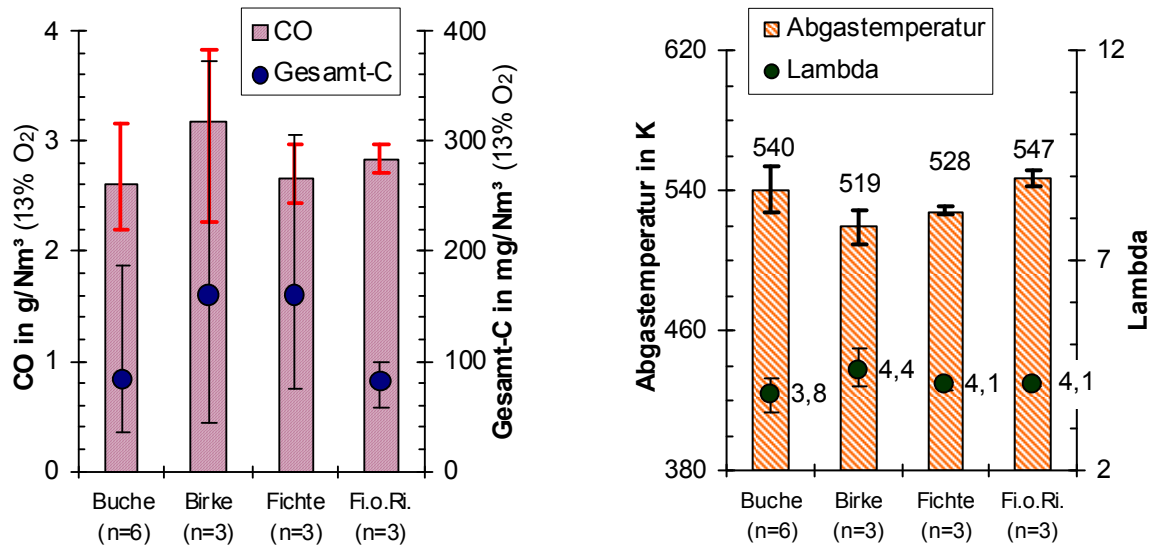 CO
Gesamt-C
CO in g/Nm³ (13% O2)
4
3
2
1
0
Gesamt-C in mg/Nm³ (13% O2)
400
300
200
100
0
Buche Birke Fichte Fi.o.Ri.
(n=6) (n=3) (n=3) (n=3)
Abgastemperatur
Lambda
Abgastemperatur in K
620
540
460
380
Lambda
12
7
2
540
519
528
547
3,8
4,4
4,1
4,1
Buche Birke Fichte Fi.o.Ri.
(n=6) (n=3) (n=3) (n=3)